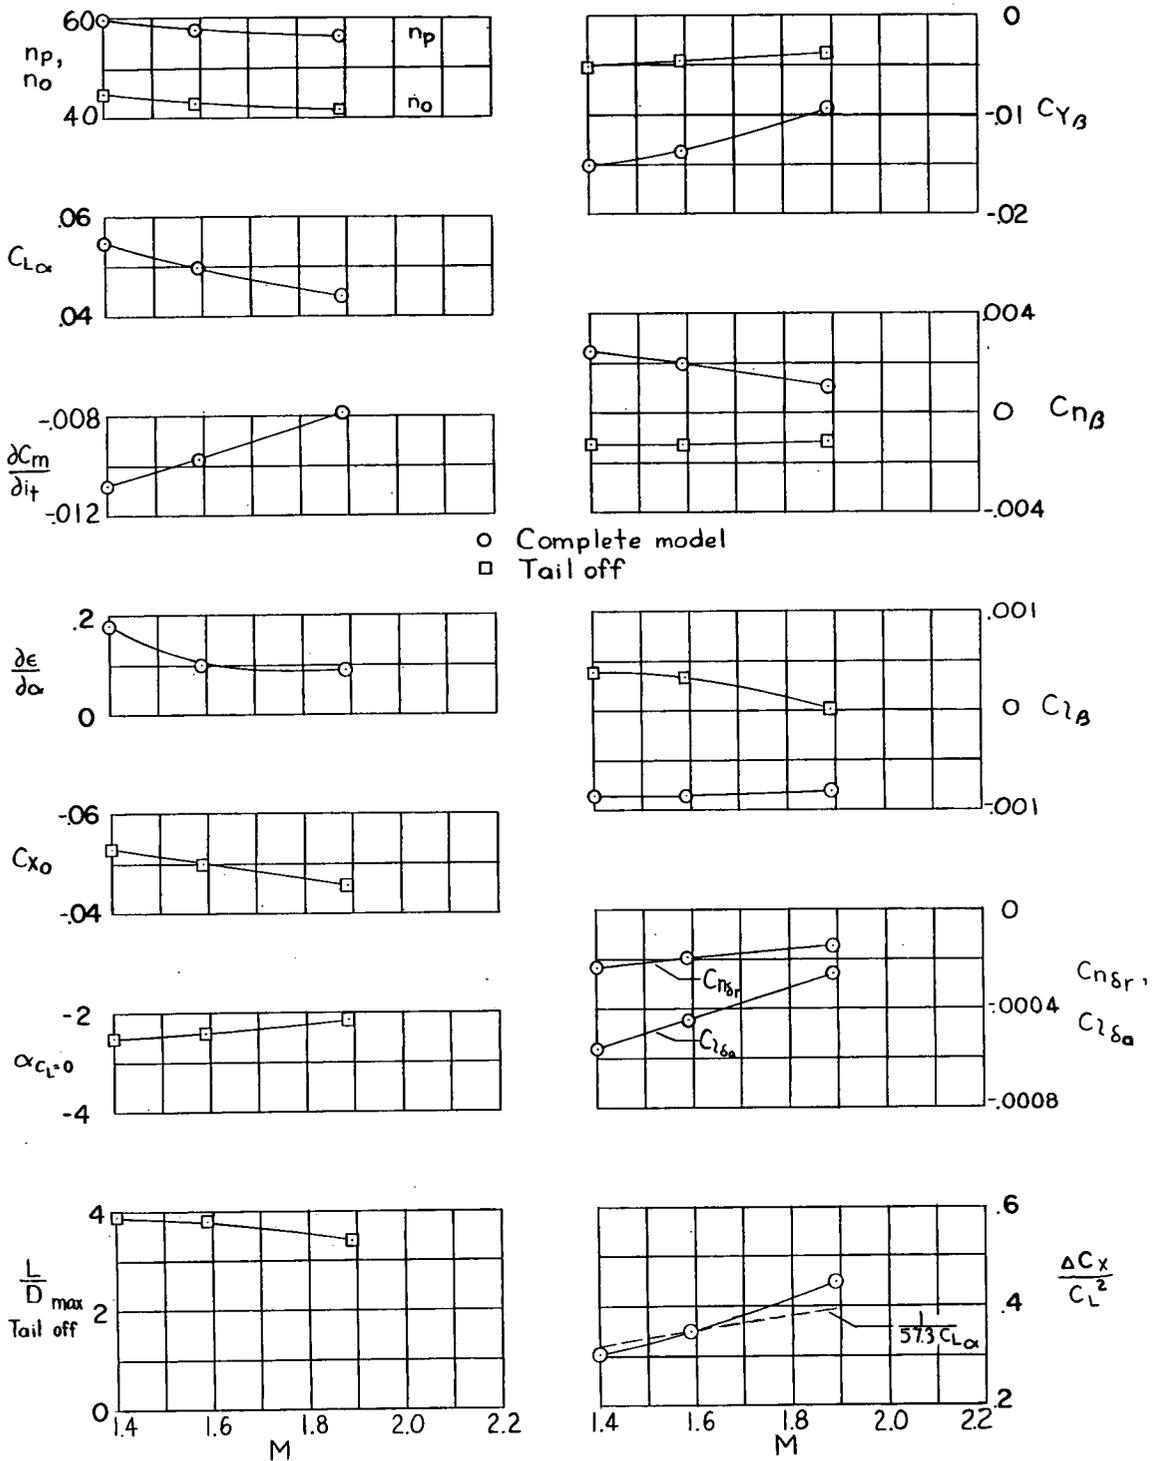 60
nP,
no
40
nP
no
.06
CLα
.04
-.008
∂Cm
∂it
-.012
0
CYβ
-.01
-.02
.004
0
Cnβ
-.004
Complete model
Tail off
.2
∂ϵ
∂α
0
-.06
Cxo
-.04
-2
αCL=0
-4
4
L
D max
Tail off
2
0
1.4 1.6 1.8 2.0 2.2
M
.001
0 Clβ
-.001
0
Cnδr
Cnδr,
-.0004
Clδa
Clδa
-.0008
.6
ΔCx
CL²
.4
1
57.3 CLα
.2
1.4 1.6 1.8 2.0 2.2
M